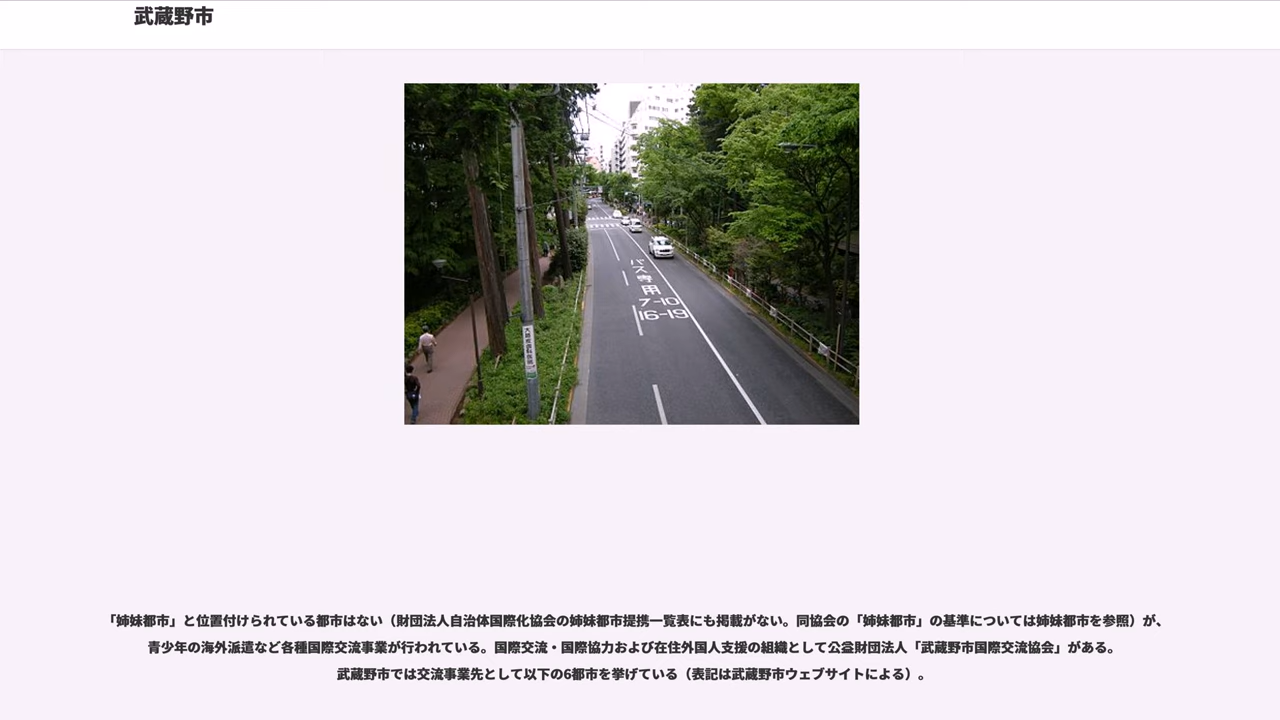 武蔵野市
バス専用
7-10
16-19
「姉妹都市」と位置付けられている都市はない（財団法人自治体国際化協会の姉妹都市提携一覧表にも掲載がない。同協会の「姉妹都市」の基準については姉妹都市を参照）が、
青少年の海外派遣など各種国際交流事業が行われている。国際交流・国際協力および在住外国人支援の組織として公益財団法人「武蔵野市国際交流協会」がある。
武蔵野市では交流事業先として以下の6都市を挙げている（表記は武蔵野市ウェブサイトによる）。